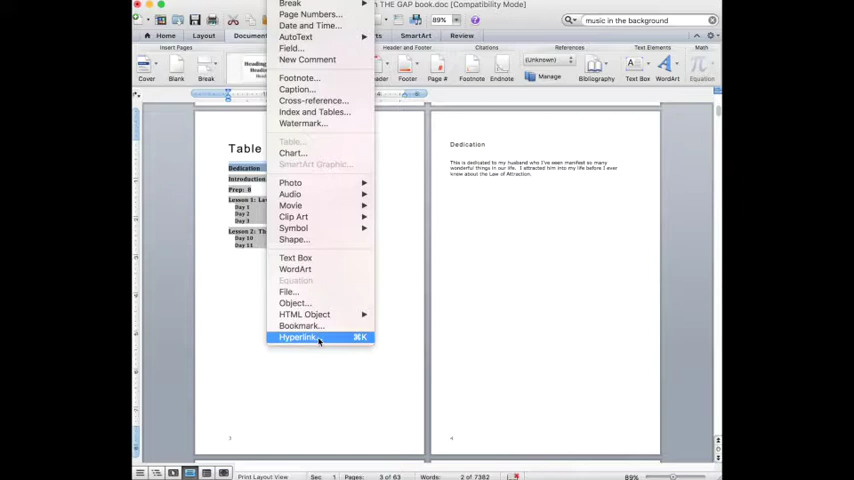 THE GAP book.doc [Compatibility Mode]
89%
music in the background
Home
Layout
Document
SmartArt
Review
Insert Pages
Header and Footer
Citations
References
Text Elements
Math
Cover
Blank
Break
Header
Footer
Page #
Footnote
Endnote
(Unknown)
Manage
Bibliography
Text Box
WordArt
Equation
Break
Page Numbers...
Date and Time...
AutoText
Field...
New Comment
Footnote...
Caption...
Cross-reference...
Index and Tables...
Watermark...
Table...
Chart...
SmartArt Graphic...
Photo
Audio
Movie
Clip Art
Symbol
Shape...
Text Box
WordArt
Equation
File...
Object...
HTML Object
Bookmark...
Hyperlink... ⌘K
Table
Dedication
Introduction
Prep: 8
Lesson 1: La
Day 1
Day 2
Day 3
Lesson 2: Th
Day 10
Day 11
3
Dedication
This is dedicated to my husband who I've seen manifest so many
wonderful things in our life. I attracted him into my life before I ever
knew about the Law of Attraction.
4
Print Layout View
Sec 1
Pages: 3 of 63
Words: 2 of 7382
89%